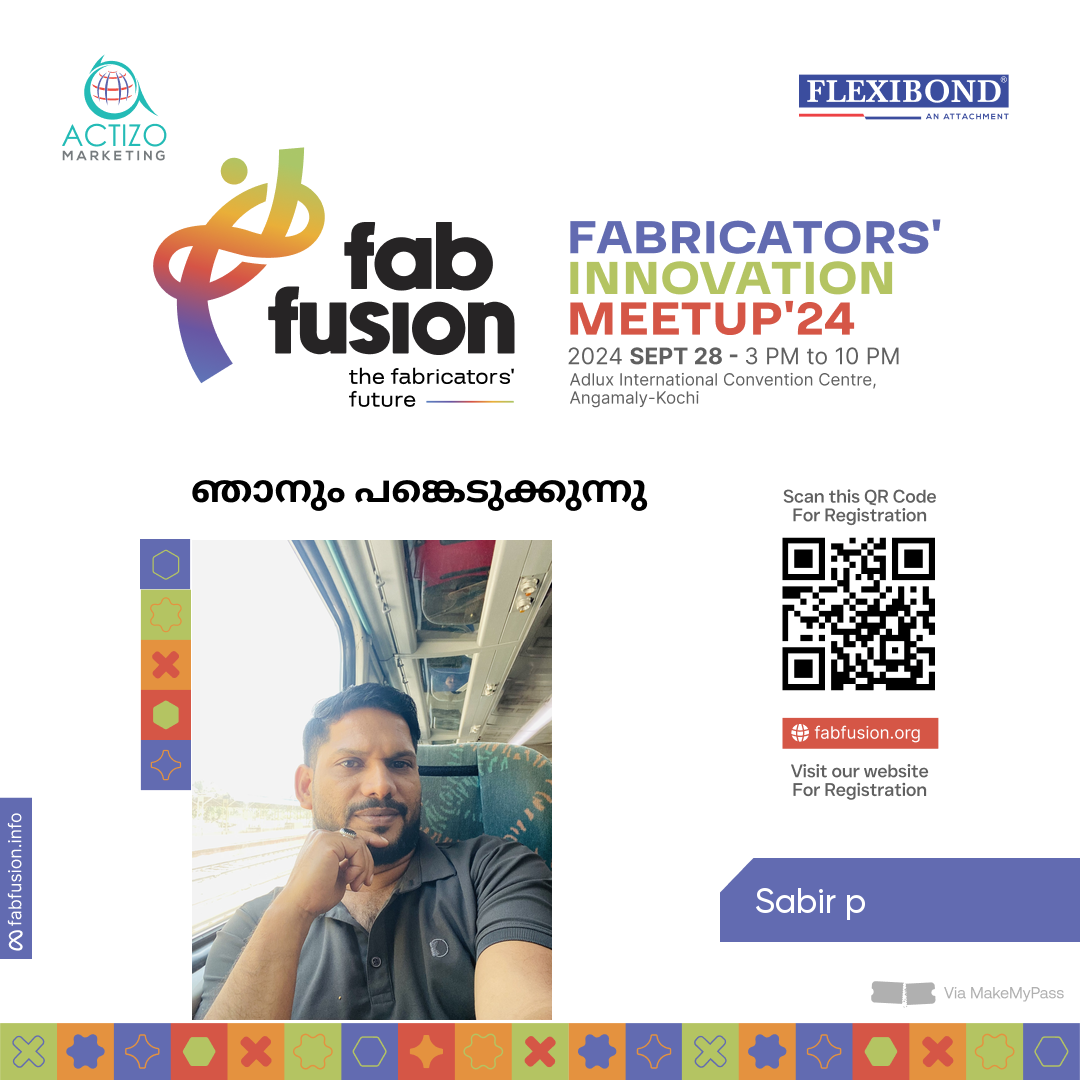 ACTIZO
MARKETING
FLEXIBOND®
AN ATTACHMENT
fab
fusion
the fabricators'
future
FABRICATORS'
INNOVATION
MEETUP'24
2024 SEPT 28 - 3 PM to 10 PM
Adlux International Convention Centre,
Angamaly-Kochi
ഞാനും പങ്കെടുക്കുന്നു
Scan this QR Code
For Registration
fabfusion.org
Visit our website
For Registration
fabfusion.info
Sabir p
Via MakeMyPass